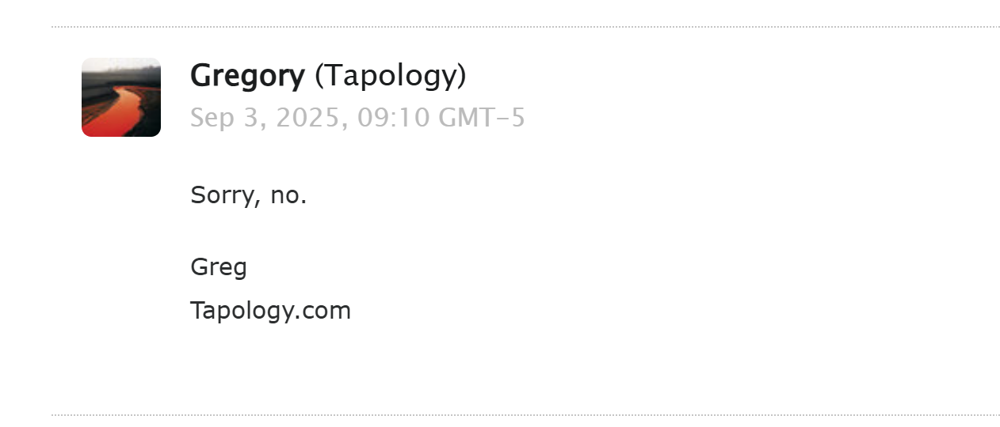 Gregory (Tapology)
Sep 3, 2025, 09:10 GMT-5
Sorry, no.
Greg
Tapology.com